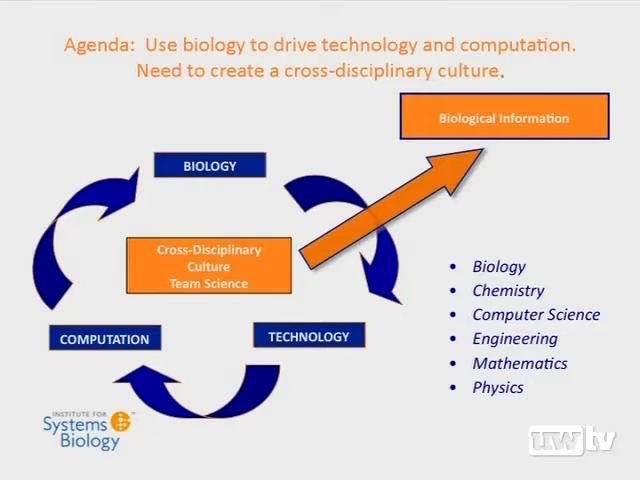 Agenda:  Use biology to drive technology and computation.
Need to create a cross-disciplinary culture.
Biological Information
BIOLOGY
Cross-Disciplinary
Culture
Team Science
COMPUTATION
TECHNOLOGY
• Biology
• Chemistry
• Computer Science
• Engineering
• Mathematics
• Physics
INSTITUTE FOR
Systems
Biology
uwtv